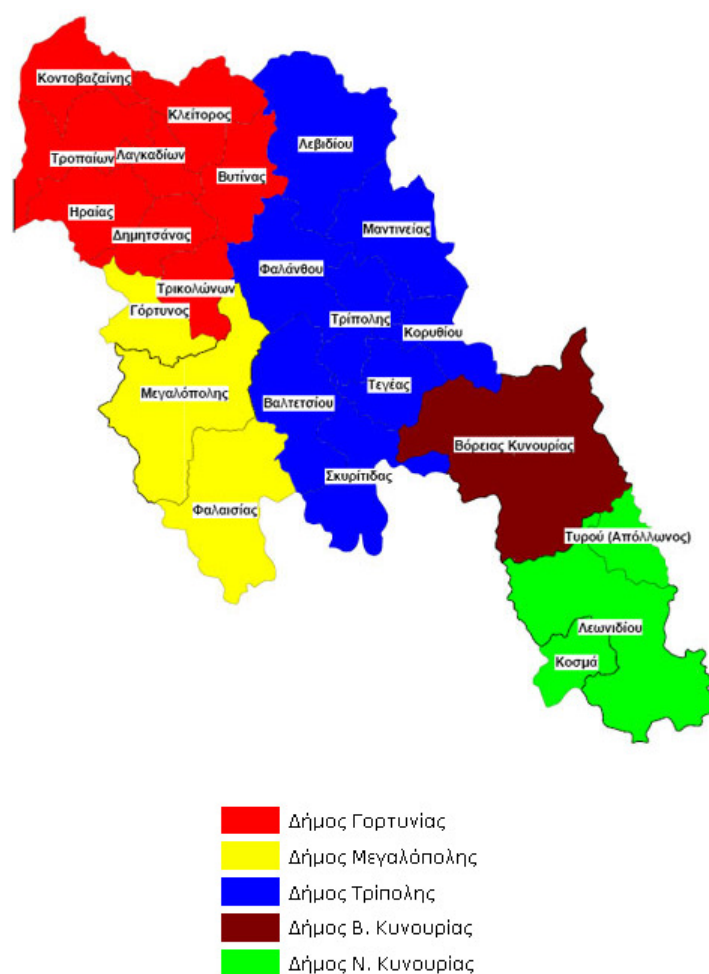 Κοντοβαζαίνης
Κλείτορος
Λεβιδίου
Τροπαίων
Λαγκαδίων
Βυτίνας
Ηραίας
Μαντινείας
Δημητσάνας
Φαλάνθου
Τρικολώνων
Γόρτυνος
Τρίπολης
Κορυθίου
Τεγέας
Μεγαλόπολης
Βαλτετσίου
Βόρειας Κυνουρίας
Σκυρίτιδας
Φαλαισίας
Τυρού (Απόλλωνος)
Λεωνιδίου
Κοσμά
Δήμος Γορτυνίας
Δήμος Μεγαλόπολης
Δήμος Τρίπολης
Δήμος Β. Κυνουρίας
Δήμος Ν. Κυνουρίας